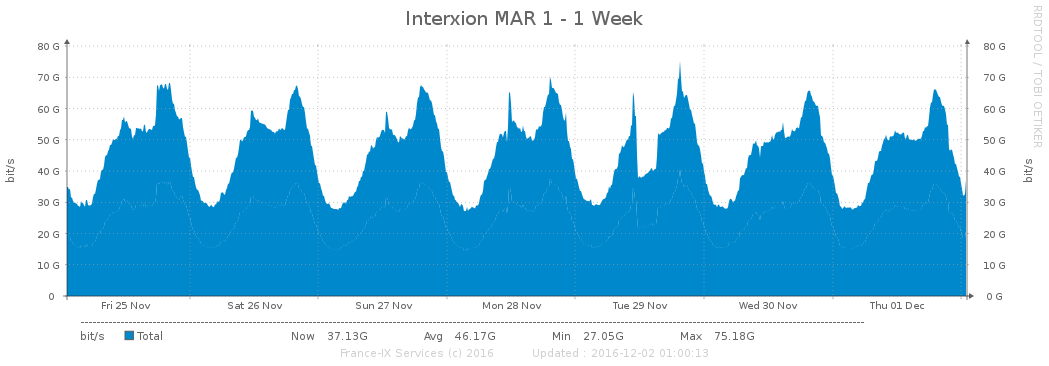 Interxion MAR 1 - 1 Week
RRDTOOL / TOBI OETIKER
bit/s
80 G 80 G
70 G 70 G
60 G 60 G
50 G 50 G
40 G 40 G
30 G 30 G
20 G 20 G
10 G 10 G
0 0 G
bit/s
Fri 25 Nov Sat 26 Nov Sun 27 Nov Mon 28 Nov Tue 29 Nov Wed 30 Nov Thu 01 Dec
bit/s Total Now 37.13G Avg 46.17G Min 27.05G Max 75.18G
France-IX Services (c) 2016 Updated : 2016-12-02 01:00:13